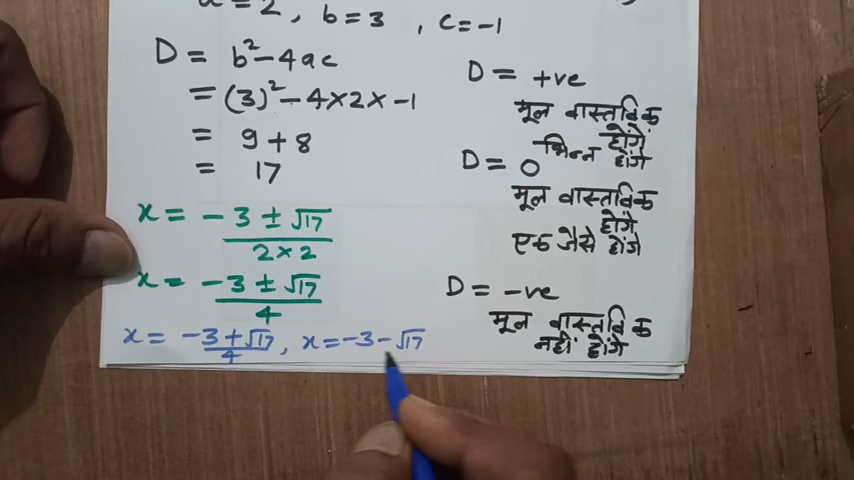 a = 2, b = 3, c = -1
D = b² - 4ac
= (3)² - 4×2×-1
= 9 + 8
= 17
x = -3 ± √17
2×2
x = -3 ± √17
4
x = -3 + √17 , x = -3 - √17
4
D = +ve
मूल वास्तविक
होंगे
भिन्न होंगे
D = 0
मूल वास्तविक
होंगे
एक जैसे होंगे
D = -ve
मूल वास्तविक
नहीं होंगे